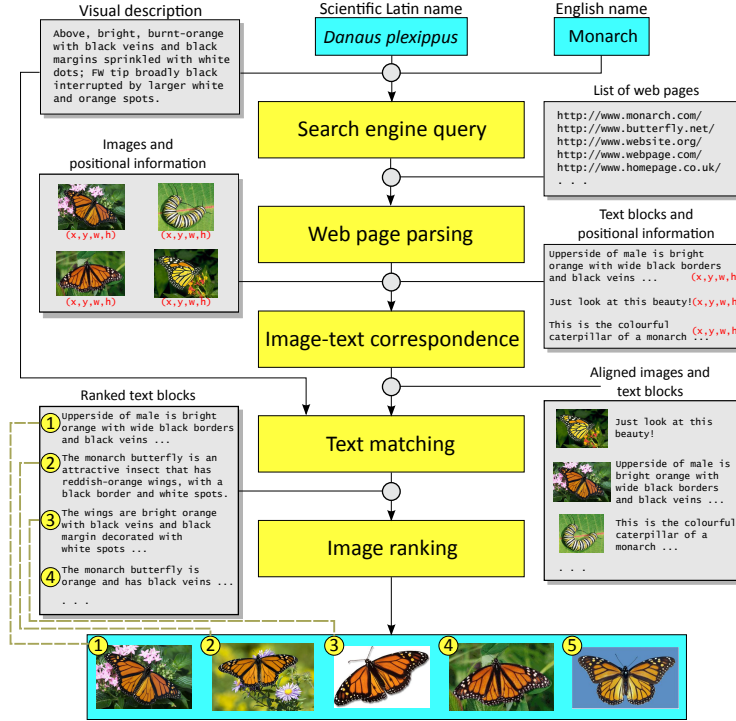 Visual description
Scientific Latin name
English name
Above, bright, burnt-orange
with black veins and black
margins sprinkled with white
dots; FW tip broadly black
interrupted by larger white
and orange spots.
Danaus plexippus
Monarch
Search engine query
List of web pages
http://www.monarch.com/
http://www.butterfly.net/
http://www.website.org/
http://www.webpage.com/
http://www.homepage.co.uk/
. . .
Images and
positional information
(x,y,w,h)
(x,y,w,h)
(x,y,w,h)
(x,y,w,h)
Web page parsing
Text blocks and
positional information
Upperside of male is bright
orange with wide black borders
and black veins ... (x,y,w,h)
Just look at this beauty! (x,y,w,h)
This is the colourful
caterpillar of a monarch ... (x,y,w,h)
Image-text correspondence
Aligned images and
text blocks
Just look at this
beauty!
Upperside of male is
bright orange with
wide black borders
and black veins ...
This is the colourful
caterpillar of a
monarch ...
. . .
Ranked text blocks
1 Upperside of male is bright
orange with wide black borders
and black veins ...
2 The monarch butterfly is an
attractive insect that has
reddish-orange wings, with a
black border and white spots.
3 The wings are bright orange
with black veins and black
margin decorated with
white spots ...
4 The monarch butterfly is
orange and has black veins ...
. . .
Text matching
Image ranking
1 2 3 4 5